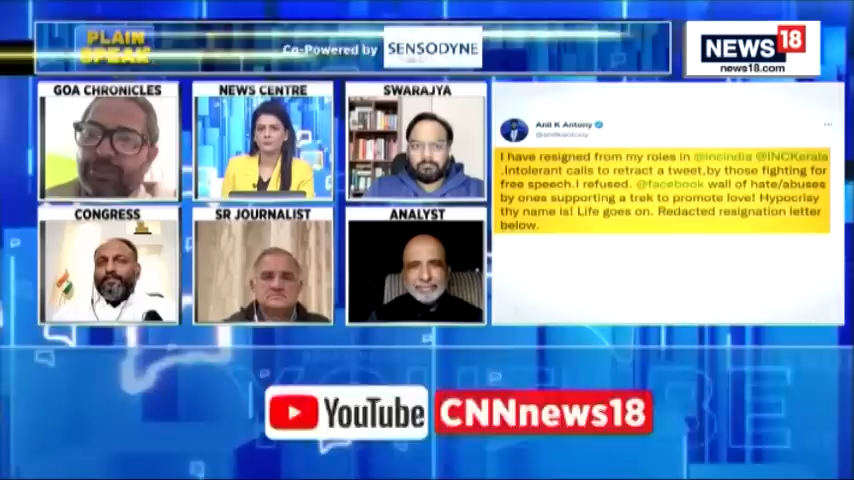 PLAIN
SPEAK
Co-Powered by SENSODYNE
NEWS 18
news18.com
GOA CHRONICLES
NEWS CENTRE
SWARAJYA
CONGRESS
SR JOURNALIST
ANALYST
Anil K Antony
@anilkantony
I have resigned from my roles in @incindia @INCKerala
.Intolerant calls to retract a tweet,by those fighting for
free speech.I refused. @facebook wall of hate/abuses
by ones supporting a trek to promote love! Hypocrisy
thy name is! Life goes on. Redacted resignation letter
below.
YouTube
CNNnews18